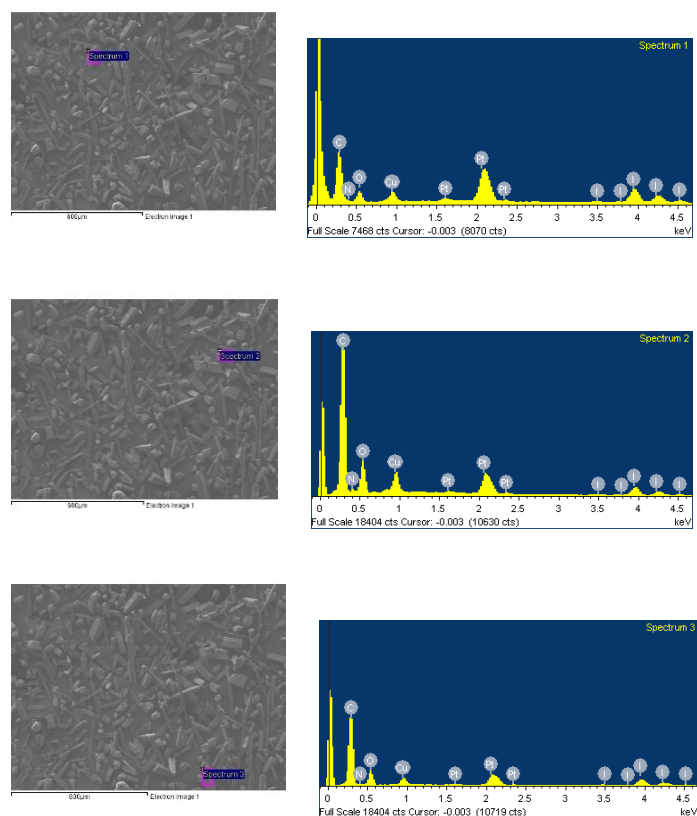 Spectrum 1
800µm
Electron Image 1
Spectrum 1
C
N
O
Cu
Pt
Pt
Pt
I
I
I
I
I
0 0.5 1 1.5 2 2.5 3 3.5 4 4.5
Full Scale 7468 cts Cursor: -0.003 (8070 cts) keV
Spectrum 2
800µm
Electron Image 1
Spectrum 2
C
N
O
Cu
Pt
Pt
Pt
I
I
I
I
I
0 0.5 1 1.5 2 2.5 3 3.5 4 4.5
Full Scale 18404 cts Cursor: -0.003 (10630 cts) keV
Spectrum 3
800µm
Electron Image 1
Spectrum 3
C
N
O
Cu
Pt
Pt
Pt
I
I
I
I
I
0 0.5 1 1.5 2 2.5 3 3.5 4 4.5
Full Scale 18404 cts Cursor: -0.003 (10719 cts) keV